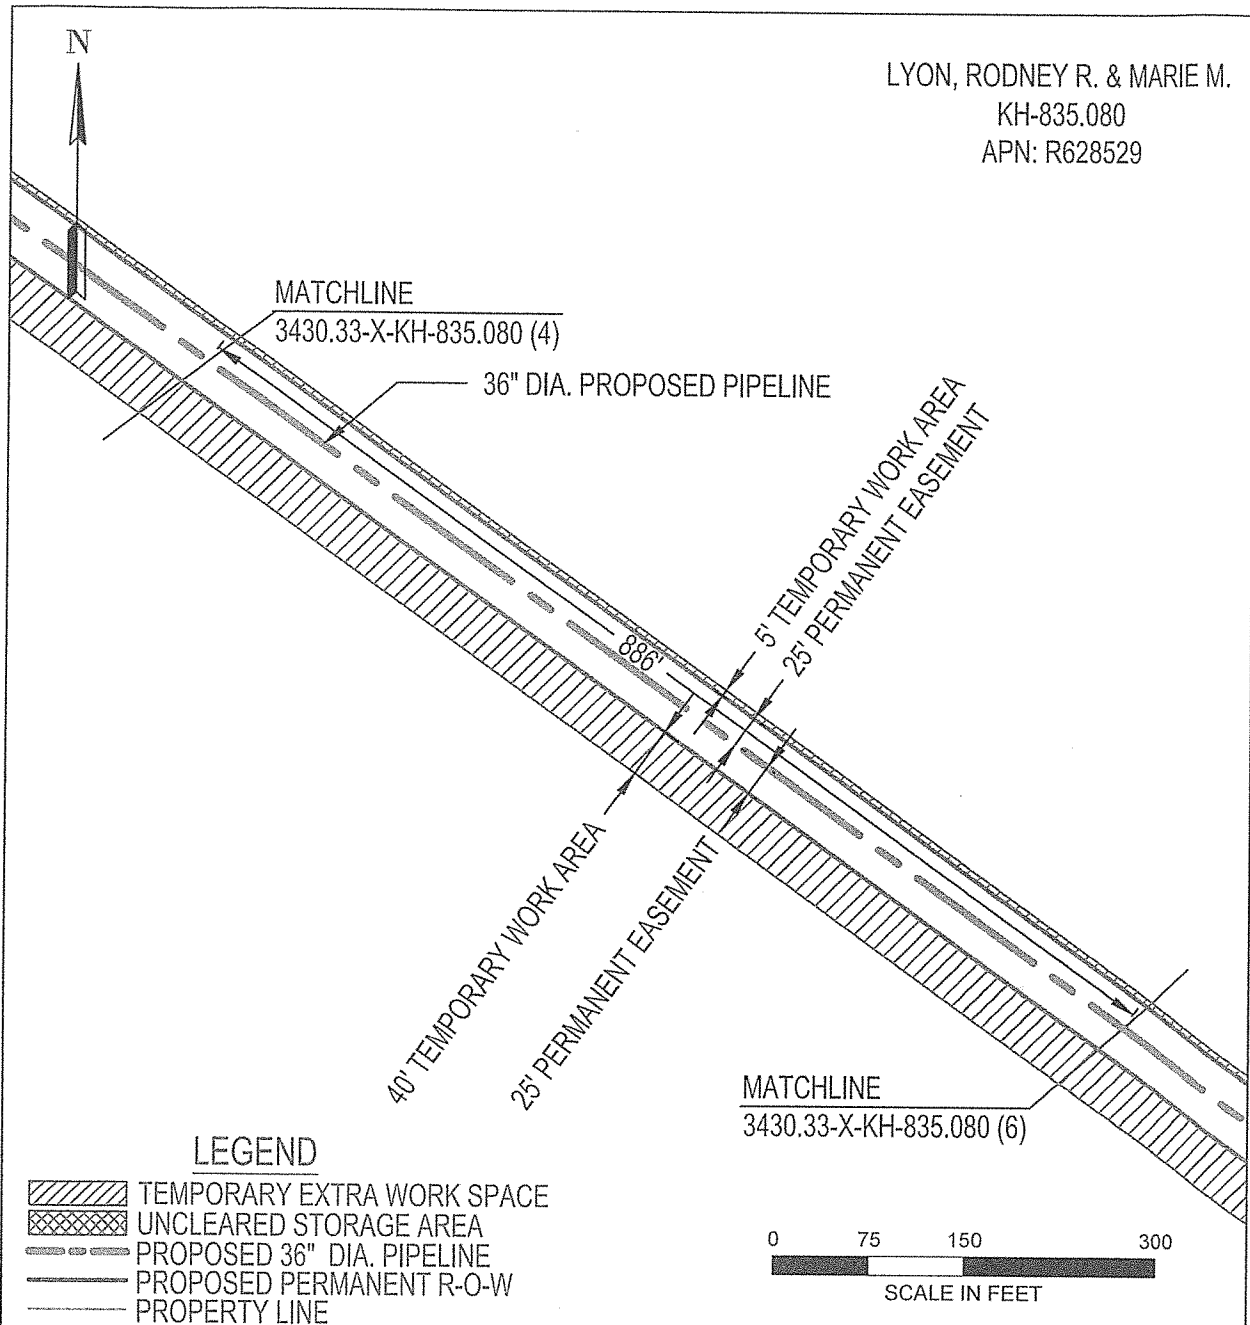 N
LYON, RODNEY R. & MARIE M.
KH-835.080
APN: R628529
MATCHLINE
3430.33-X-KH-835.080 (4)
36" DIA. PROPOSED PIPELINE
5' TEMPORARY WORK AREA
25' PERMANENT EASEMENT
886'
40' TEMPORARY WORK AREA
25' PERMANENT EASEMENT
MATCHLINE
3430.33-X-KH-835.080 (6)
LEGEND
TEMPORARY EXTRA WORK SPACE
UNCLEARED STORAGE AREA
PROPOSED 36" DIA. PIPELINE
PROPOSED PERMANENT R-O-W
PROPERTY LINE
0 75 150 300
SCALE IN FEET